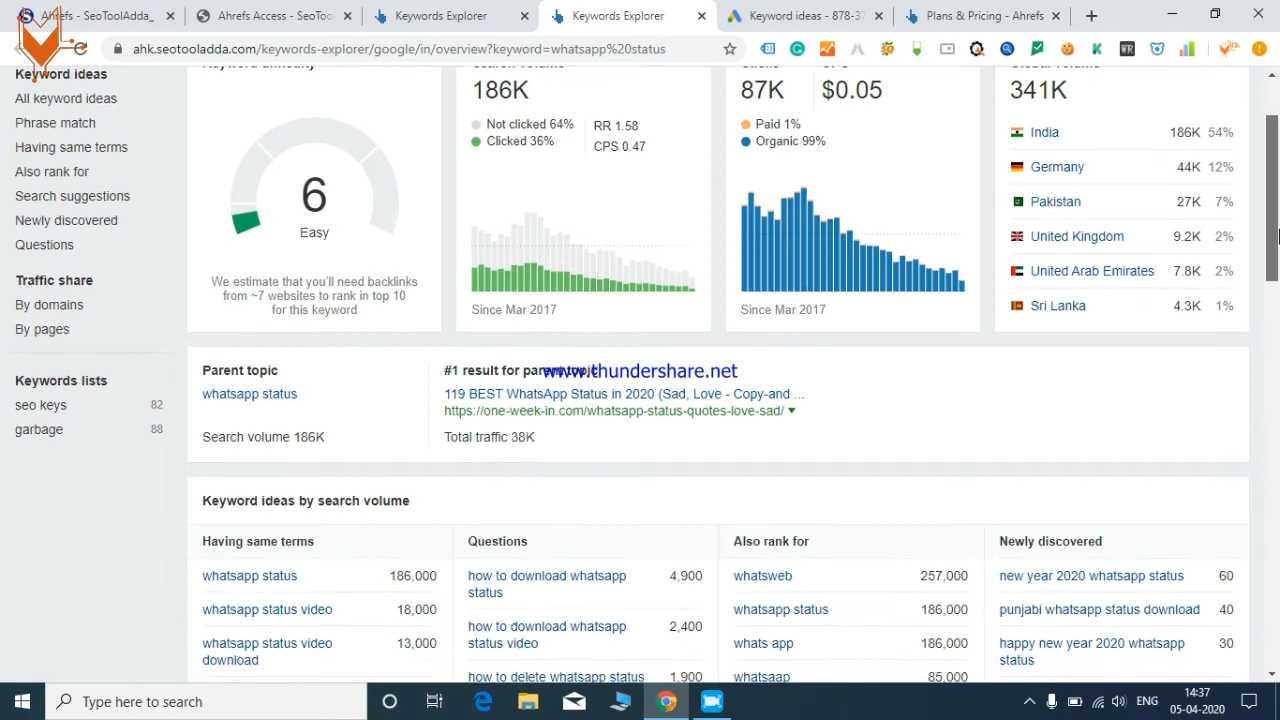 Ahrefs - SeoToolAdda_
Ahrefs Access - SeoToo
Keywords Explorer
Keywords Explorer
Keyword ideas - 878-37
Plans & Pricing - Ahrefs
ahk.seotooladda.com/keywords-explorer/google/in/overview?keyword=whatsapp%20status
Keyword ideas
All keyword ideas
Phrase match
Having same terms
Also rank for
Search suggestions
Newly discovered
Questions
Traffic share
By domains
By pages
Keywords lists
seo keys 82
garbage 88
6
Easy
We estimate that you'll need backlinks
from ~7 websites to rank in top 10
for this keyword
186K
Not clicked 64%
Clicked 36%
RR 1.58
CPS 0.47
Since Mar 2017
87K $0.05
Paid 1%
Organic 99%
Since Mar 2017
341K
India 186K 54%
Germany 44K 12%
Pakistan 27K 7%
United Kingdom 9.2K 2%
United Arab Emirates 7.8K 2%
Sri Lanka 4.3K 1%
Parent topic
whatsapp status
Search volume 186K
#1 result for parent topic
www.thundershare.net
119 BEST WhatsApp Status in 2020 (Sad, Love - Copy-and ...
https://one-week-in.com/whatsapp-status-quotes-love-sad/
Total traffic 38K
Keyword ideas by search volume
Having same terms
whatsapp status 186,000
whatsapp status video 18,000
whatsapp status video 13,000
download
Questions
how to download whatsapp 4,900
status
how to download whatsapp 2,400
status video
how to delete whatsapp status 1,900
Also rank for
whatsweb 257,000
whatsapp status 186,000
whats app 186,000
whatsaap 85,000
Newly discovered
new year 2020 whatsapp status 60
punjabi whatsapp status download 40
happy new year 2020 whatsapp 30
status
Type here to search
WR
ENG
14:37
05-04-2020